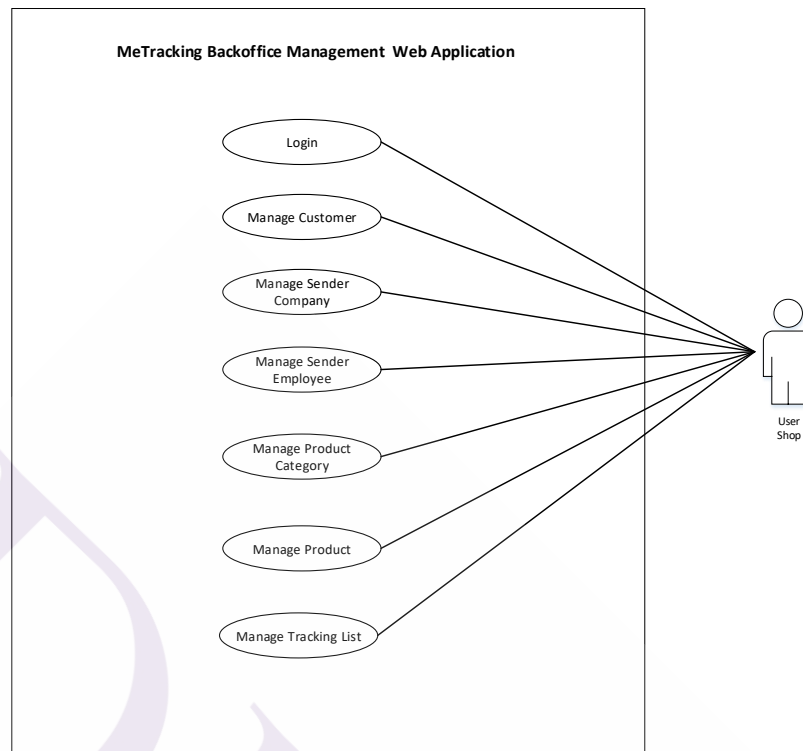 MeTracking Backoffice Management Web Application
Login
Manage Customer
Manage Sender
Company
Manage Sender
Employee
Manage Product
Category
Manage Product
Manage Tracking List
User
Shop